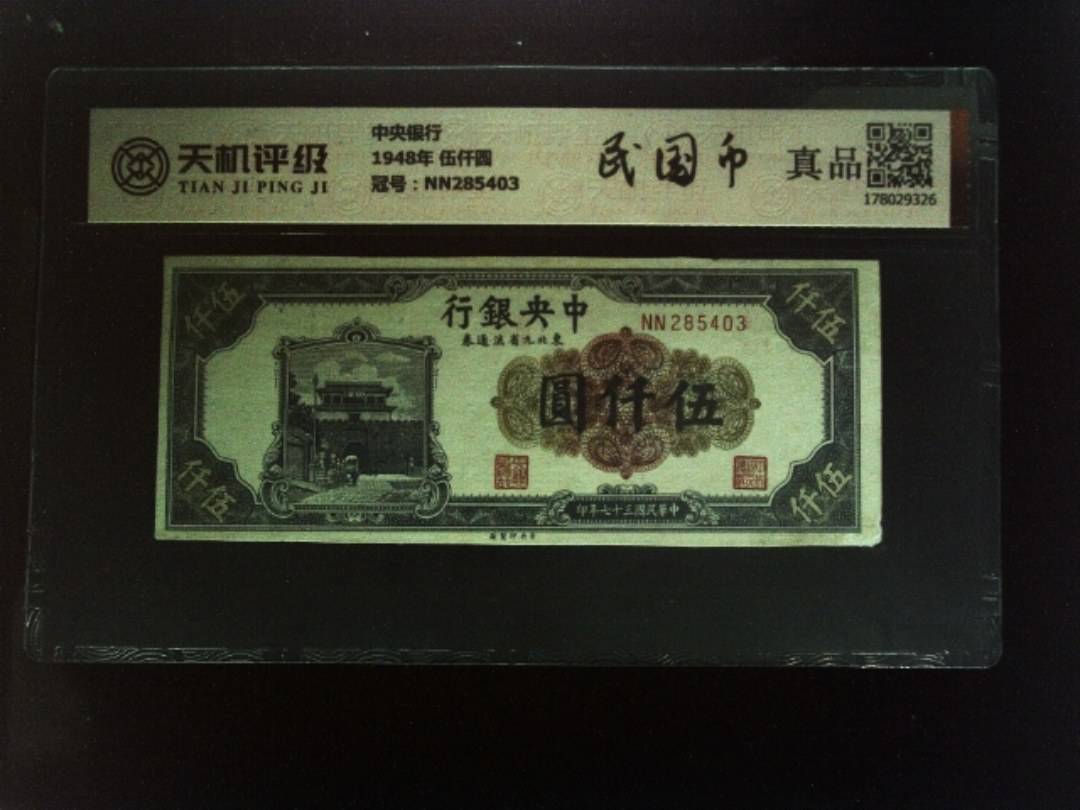 天机评级
TIAN JI PING JI
中央银行
1948年 伍仟圆
冠号：NN285403
民国币
真品
178029326
伍仟
伍仟
中央銀行
NN285403
東北九省流通券
伍仟圓
伍仟
伍仟
中華民國三十七年印